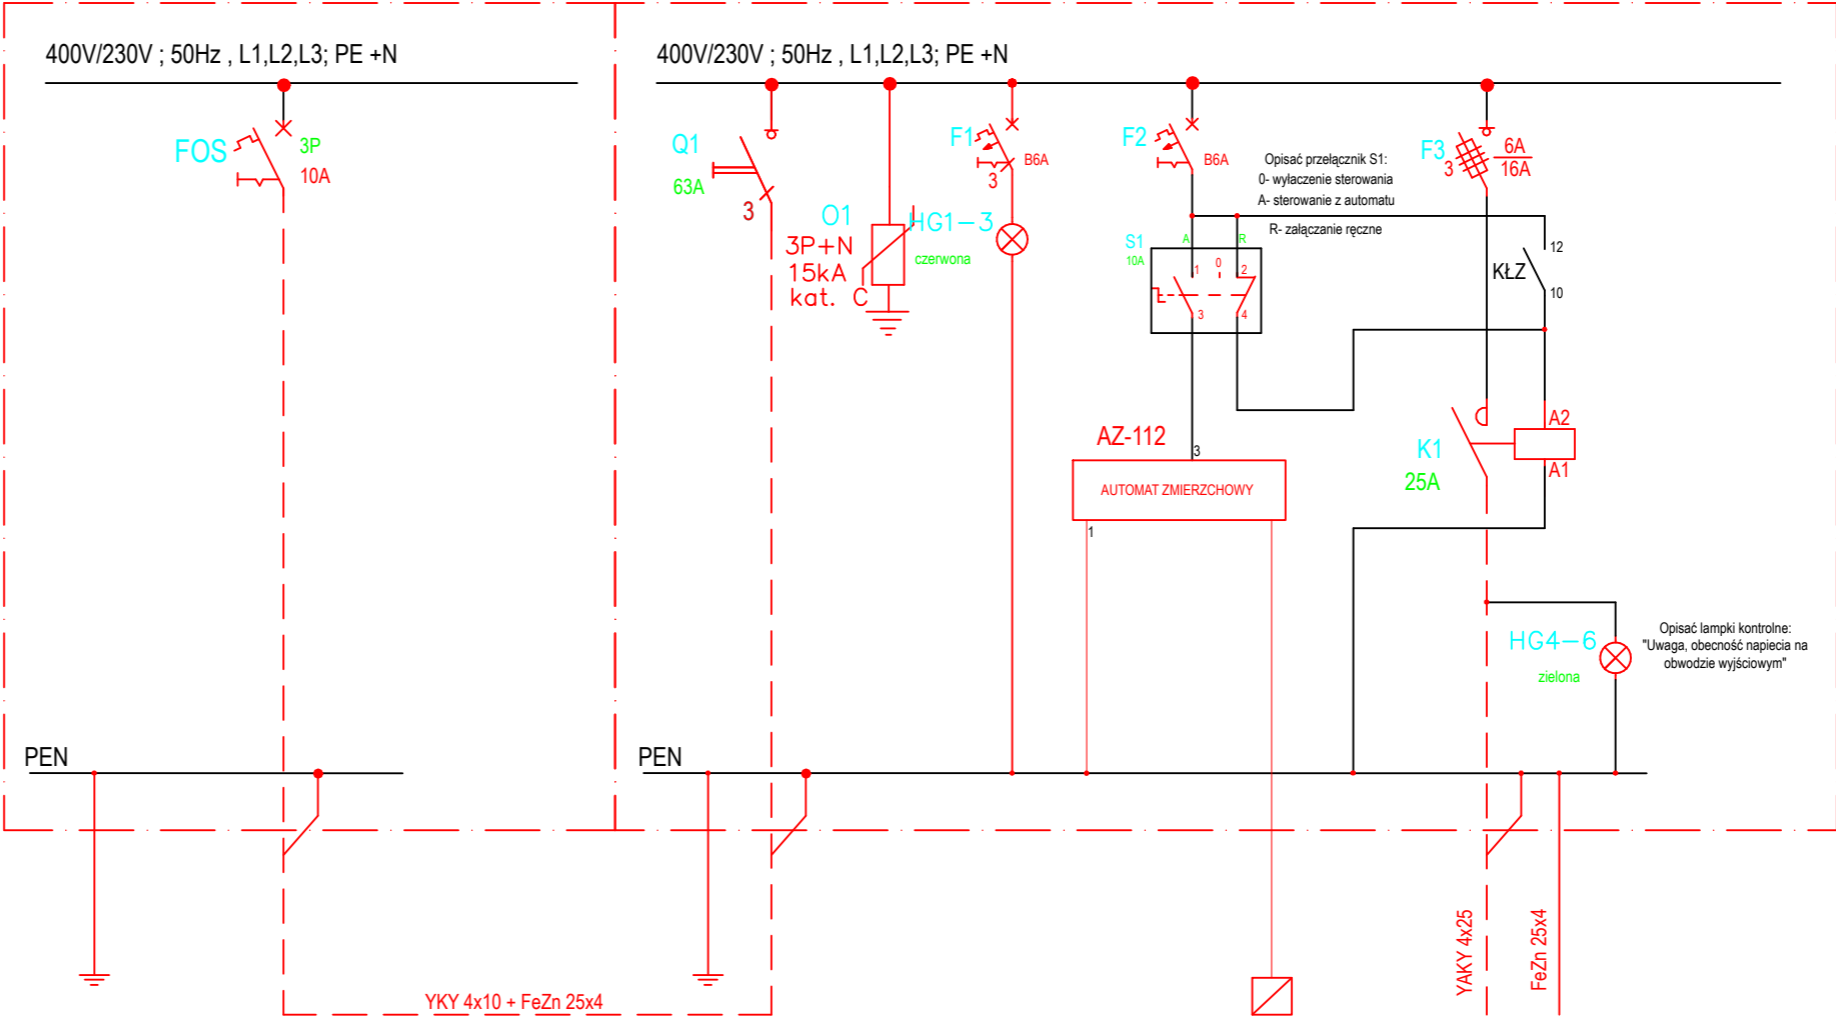 400V/230V ; 50Hz , L1,L2,L3; PE +N
FOS
3P
10A
PEN
YKY 4x10 + FeZn 25x4
400V/230V ; 50Hz , L1,L2,L3; PE +N
Q1
63A
3
O1
3P+N
15kA
kat. C
F1
B6A
3
HG1-3
czerwona
F2
B6A
Opisać przełącznik S1:
0- wyłaczenie sterowania
A- sterowanie z automatu
R- załączanie ręczne
S1
10A
A
R
1
0
2
3
4
AZ-112
3
AUTOMAT ZMIERZCHOWY
1
F3
3
6A
16A
12
KŁZ
10
K1
25A
A2
A1
HG4-6
zielona
Opisać lampki kontrolne:
"Uwaga, obecność napiecia na
obwodzie wyjściowym"
PEN
YAKY 4x25
FeZn 25x4